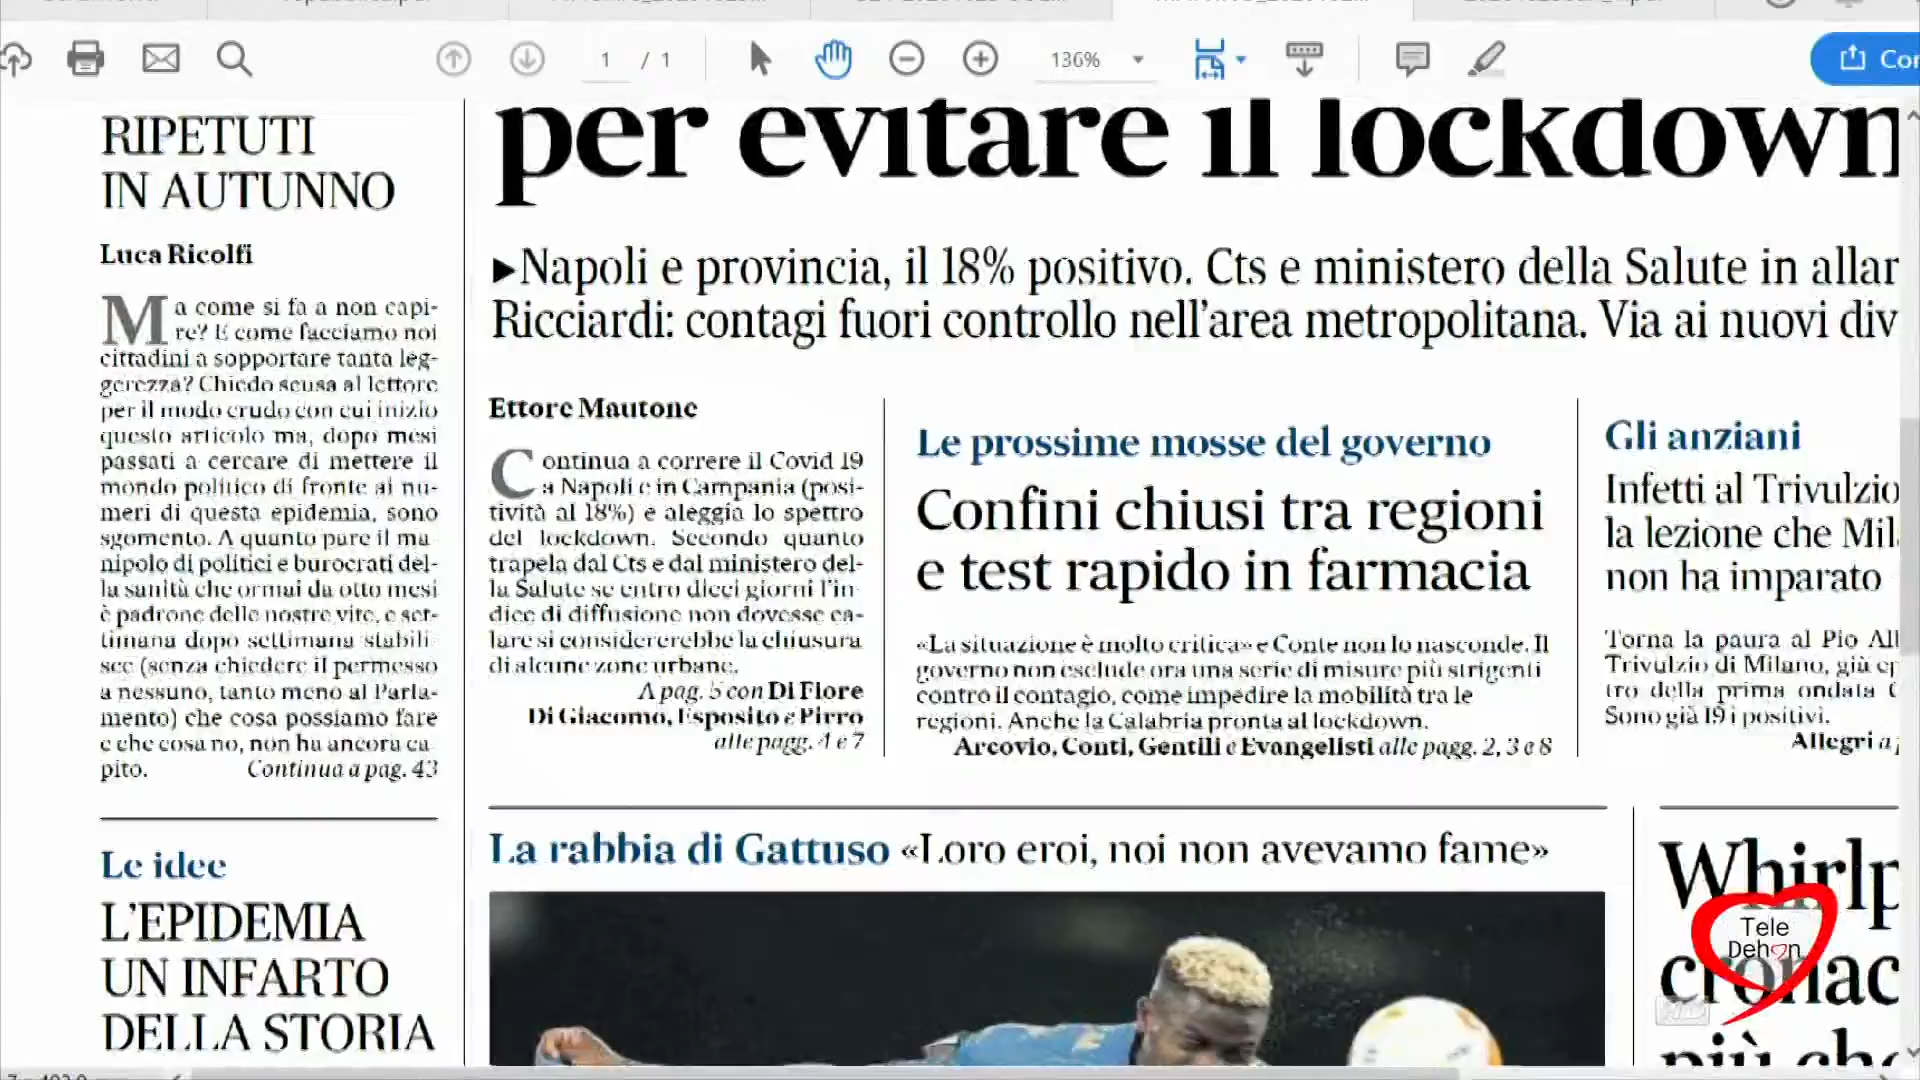 1 / 1
136%
RIPETUTI
IN AUTUNNO
Luca Ricolfi
Ma come si fa a non capi-
re? E come facciamo noi
cittadini a sopportare tanta leg-
gerezza? Chiedo scusa al lettore
per il modo crudo con cui inizio
questo articolo ma, dopo mesi
passati a cercare di mettere il
mondo politico di fronte ai nu-
meri di questa epidemia, sono
sgomento. A quanto pare il ma
nipolo di politici e burocrati del-
la sanità che ormai da otto mesi
è padrone delle nostre vite, e set-
timana dopo settimana stabili
sce (senza chiedere il permesso
a nessuno, tanto meno al Parla-
mento) che cosa possiamo fare
e che cosa no, non ha ancora ca
pito. Continua a pag. 43
Le idee
L'EPIDEMIA
UN INFARTO
DELLA STORIA
per evitare il lockdown
►Napoli e provincia, il 18% positivo. Cts e ministero della Salute in allar
Ricciardi: contagi fuori controllo nell'area metropolitana. Via ai nuovi div
Ettore Mautone
Continua a correre il Covid 19
a Napoli e in Campania (posi-
tività al 18%) e aleggia lo spettro
del lockdown. Secondo quanto
trapela dal Cts e dal ministero del-
la Salute se entro dieci giorni l'in-
dice di diffusione non dovesse ca-
lare si considererebbe la chiusura
di alcune zone urbane.
A pag. 5 con Di Fiore
Di Giacomo, Esposito e Pirro
alle pagg. 4 e 7
Le prossime mosse del governo
Confini chiusi tra regioni
e test rapido in farmacia
«La situazione è molto critica» e Conte non lo nasconde. Il
governo non esclude ora una serie di misure più stringenti
contro il contagio, come impedire la mobilità tra le
regioni. Anche la Calabria pronta al lockdown.
Arcovio, Conti, Gentili e Evangelisti alle pagg. 2, 3 e 8
Gli anziani
Infetti al Trivulzio
la lezione che Mil
non ha imparato
Torna la paura al Pio Al
Trivulzio di Milano, già ep
tro della prima ondata
Sono già 19 i positivi.
Allegri a
La rabbia di Gattuso «Loro eroi, noi non avevamo fame»
Whirlp
cronac
più che
Tele
Dehon